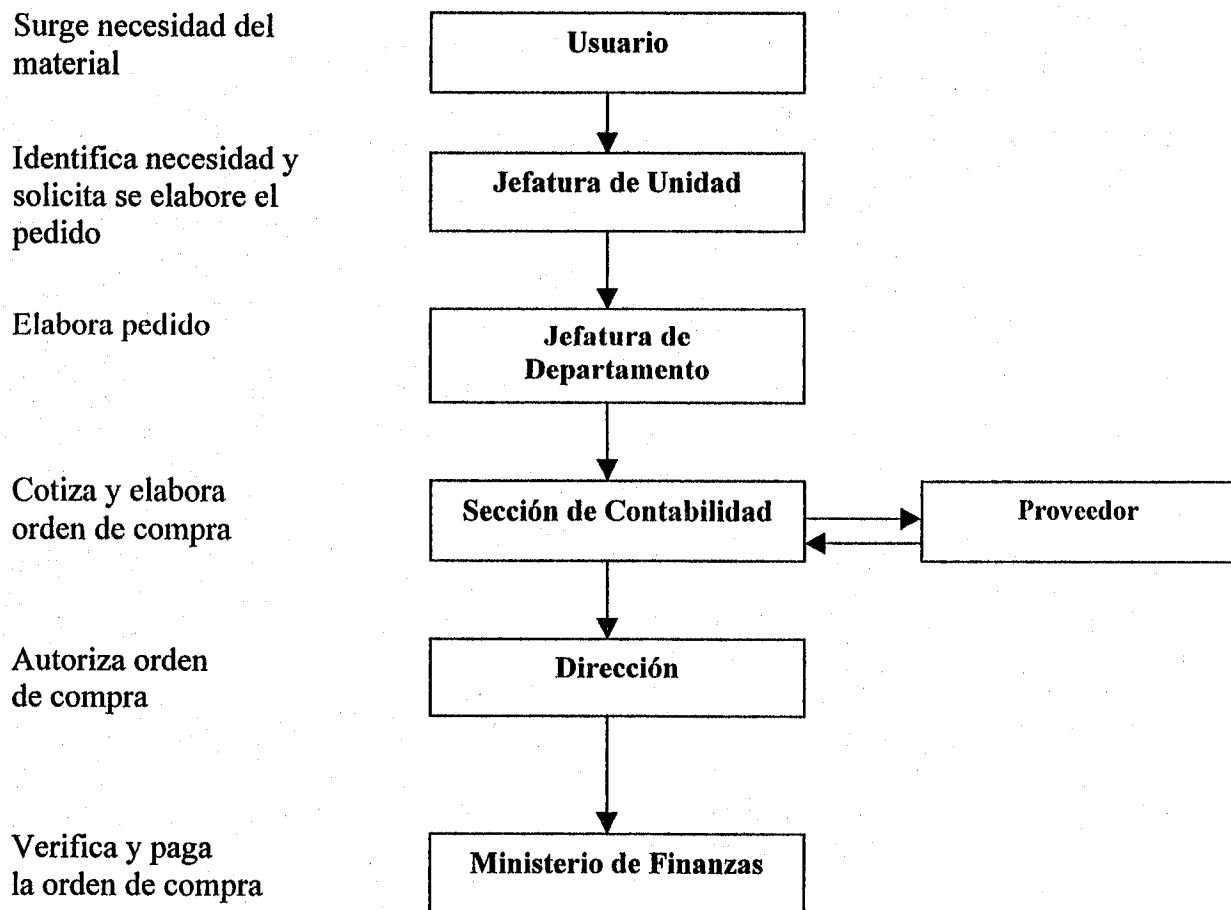 Surge necesidad del
material
Usuario
Identifica necesidad y
solicita se elabore el
pedido
Jefatura de Unidad
Elabora pedido
Jefatura de
Departamento
Cotiza y elabora
orden de compra
Sección de Contabilidad
Proveedor
Autoriza orden
de compra
Dirección
Verifica y paga
la orden de compra
Ministerio de Finanzas